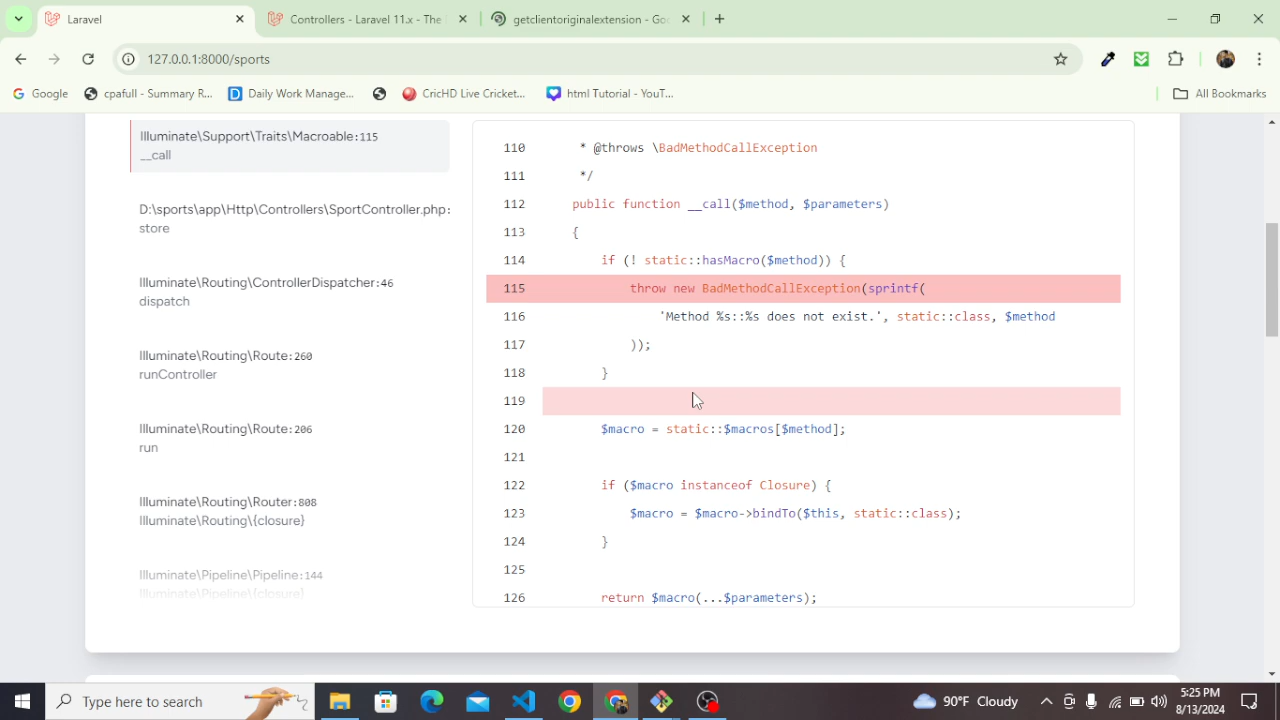 Laravel
Controllers - Laravel 11.x - The
getclientoriginalextension - Goo
127.0.0.1:8000/sports
Google
cpafull - Summary R...
Daily Work Manage...
CricHD Live Cricket...
html Tutorial - YouT...
All Bookmarks
Illuminate\Support\Traits\Macroable:115
__call
D:\sports\app\Http\Controllers\SportController.php:
store
Illuminate\Routing\ControllerDispatcher:46
dispatch
Illuminate\Routing\Route:260
runController
Illuminate\Routing\Route:206
run
Illuminate\Routing\Router:808
Illuminate\Routing\{closure}
Illuminate\Pipeline\Pipeline:144
Illuminate\Pipeline\{closure}
110 * @throws \BadMethodCallException
111 */
112 public function __call($method, $parameters)
113 {
114 if (! static::hasMacro($method)) {
115 throw new BadMethodCallException(sprintf(
116 'Method %s::%s does not exist.', static::class, $method
117 ));
118 }
119
120 $macro = static::$macros[$method];
121
122 if ($macro instanceof Closure) {
123 $macro = $macro->bindTo($this, static::class);
124 }
125
126 return $macro(...$parameters);
Type here to search
90°F Cloudy
5:25 PM
8/13/2024